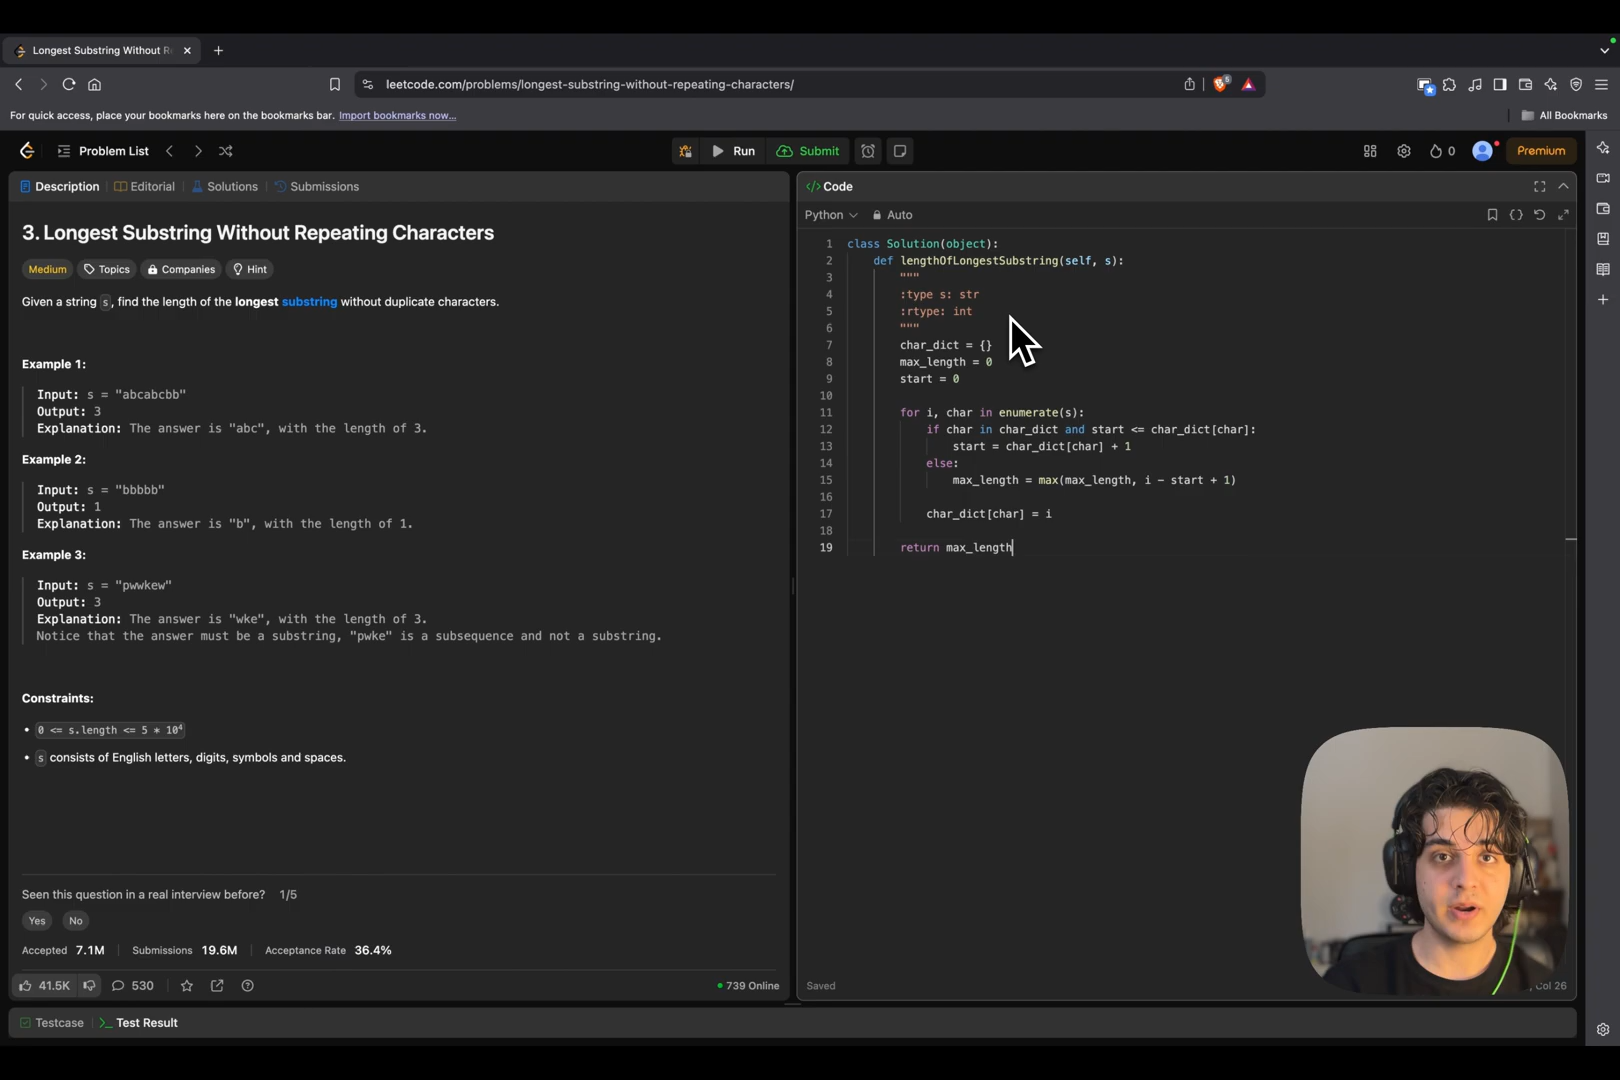 Longest Substring Without R
leetcode.com/problems/longest-substring-without-repeating-characters/
5
For quick access, place your bookmarks here on the bookmarks bar. Import bookmarks now...
All Bookmarks
Problem List
Run
Submit
0
Premium
Description
Editorial
Solutions
Submissions
3. Longest Substring Without Repeating Characters
Medium
Topics
Companies
Hint
Given a string s, find the length of the longest substring without duplicate characters.
Example 1:
Input: s = "abcabcbb"
Output: 3
Explanation: The answer is "abc", with the length of 3.
Example 2:
Input: s = "bbbbb"
Output: 1
Explanation: The answer is "b", with the length of 1.
Example 3:
Input: s = "pwwkew"
Output: 3
Explanation: The answer is "wke", with the length of 3.
Notice that the answer must be a substring, "pwke" is a subsequence and not a substring.
Constraints:
• 0 <= s.length <= 5 * 10⁴
• s consists of English letters, digits, symbols and spaces.
Seen this question in a real interview before? 1/5
Yes
No
Accepted 7.1M
Submissions 19.6M
Acceptance Rate 36.4%
41.5K
530
739 Online
</> Code
Python
Auto
1 class Solution(object):
2 def lengthOfLongestSubstring(self, s):
3 """
4 :type s: str
5 :rtype: int
6 """
7 char_dict = {}
8 max_length = 0
9 start = 0
10
11 for i, char in enumerate(s):
12 if char in char_dict and start <= char_dict[char]:
13 start = char_dict[char] + 1
14 else:
15 max_length = max(max_length, i - start + 1)
16
17 char_dict[char] = i
18
19 return max_length
Saved
, Col 26
Testcase
Test Result